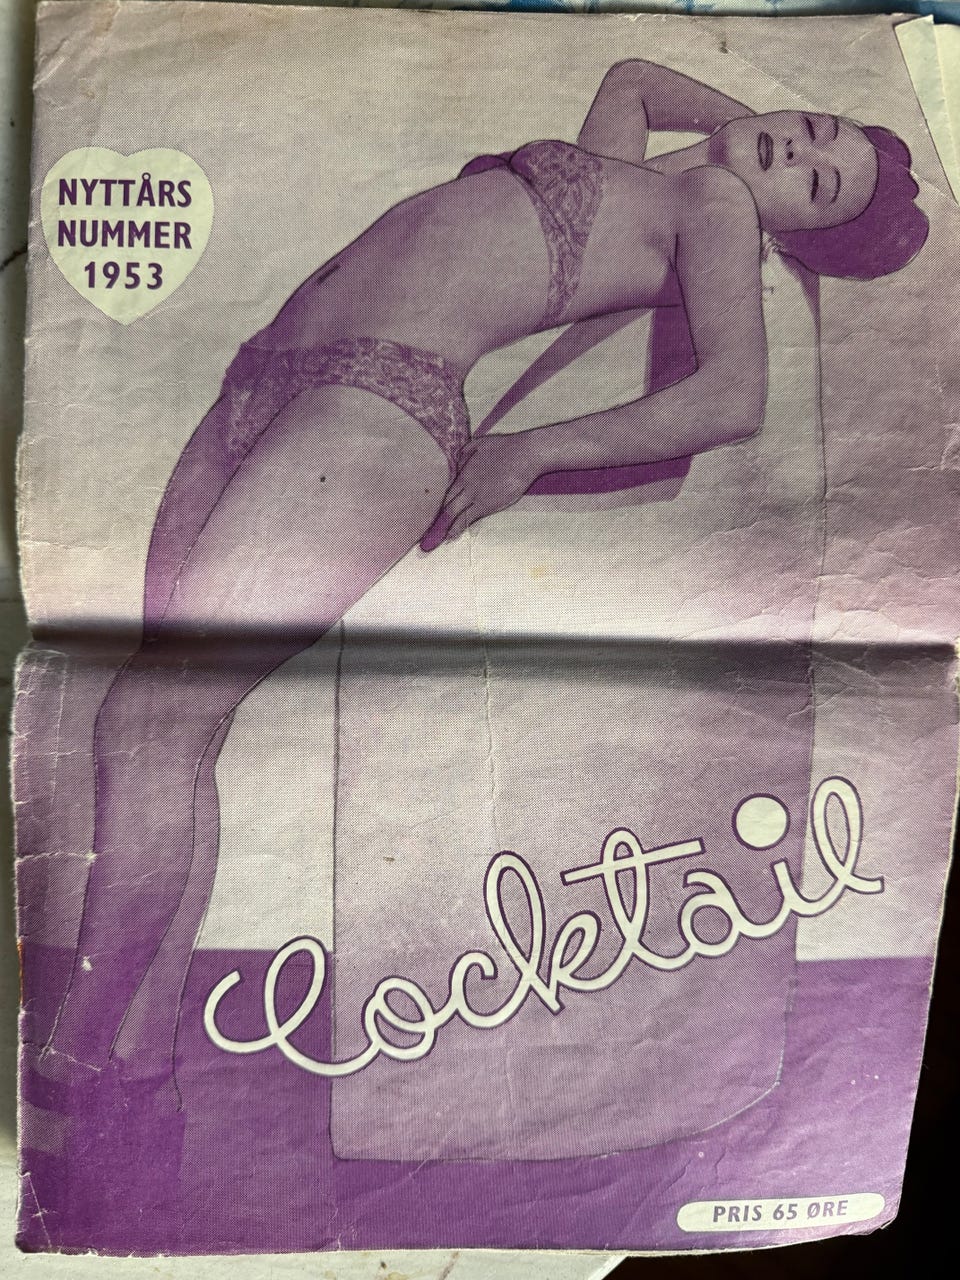 NYTTÅRS
NUMMER
1953
Cocktail
PRIS 65 ØRE